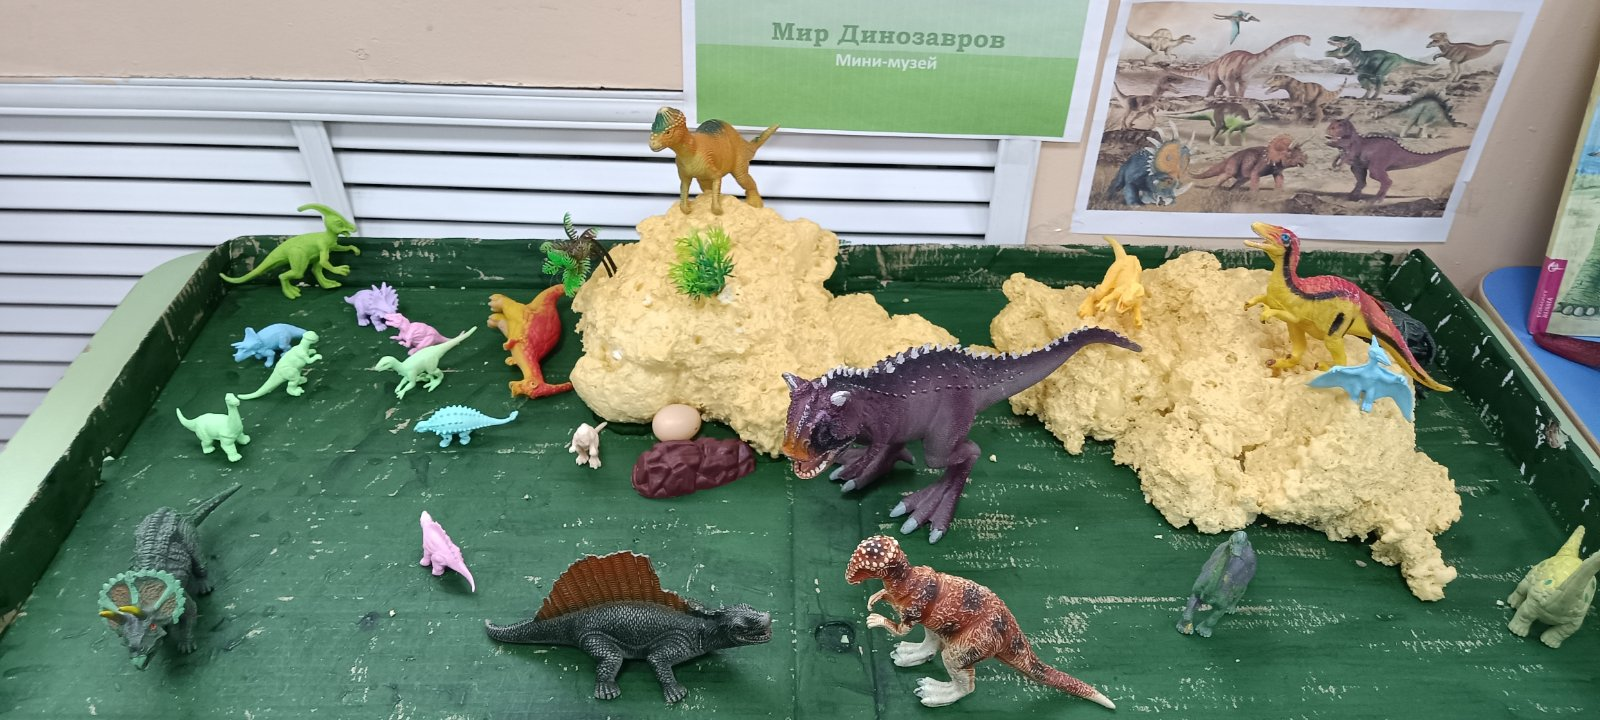 Мир Динозавров
Мини-музей